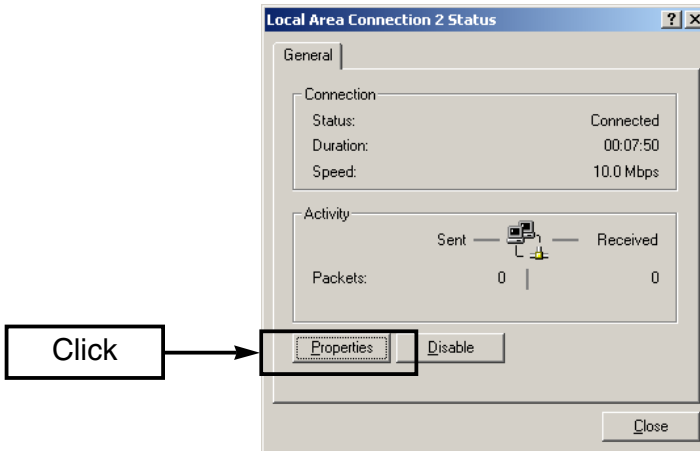 Local Area Connection 2 Status
General
Connection
Status: Connected
Duration: 00:07:50
Speed: 10.0 Mbps
Activity
Sent Received
Packets: 0 0
Click
Properties Disable
Close